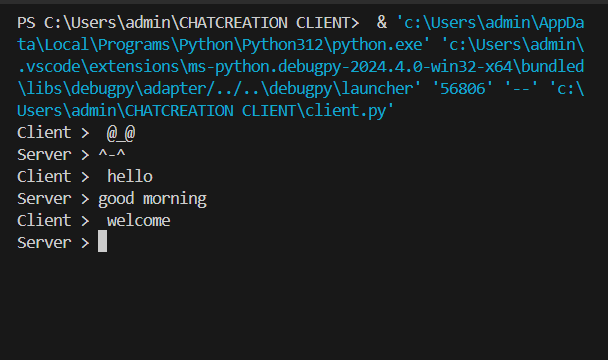 PS C:\Users\admin\CHATCREATION CLIENT>  & 'c:\Users\admin\AppDa
ta\Local\Programs\Python\Python312\python.exe' 'c:\Users\admin\
.vscode\extensions\ms-python.debugpy-2024.4.0-win32-x64\bundled
\libs\debugpy\adapter/../..\debugpy\launcher' '56806' '--' 'c:\
Users\admin\CHATCREATION CLIENT\client.py'
Client >  @_@
Server > ^-^
Client >  hello
Server > good morning
Client >  welcome
Server >